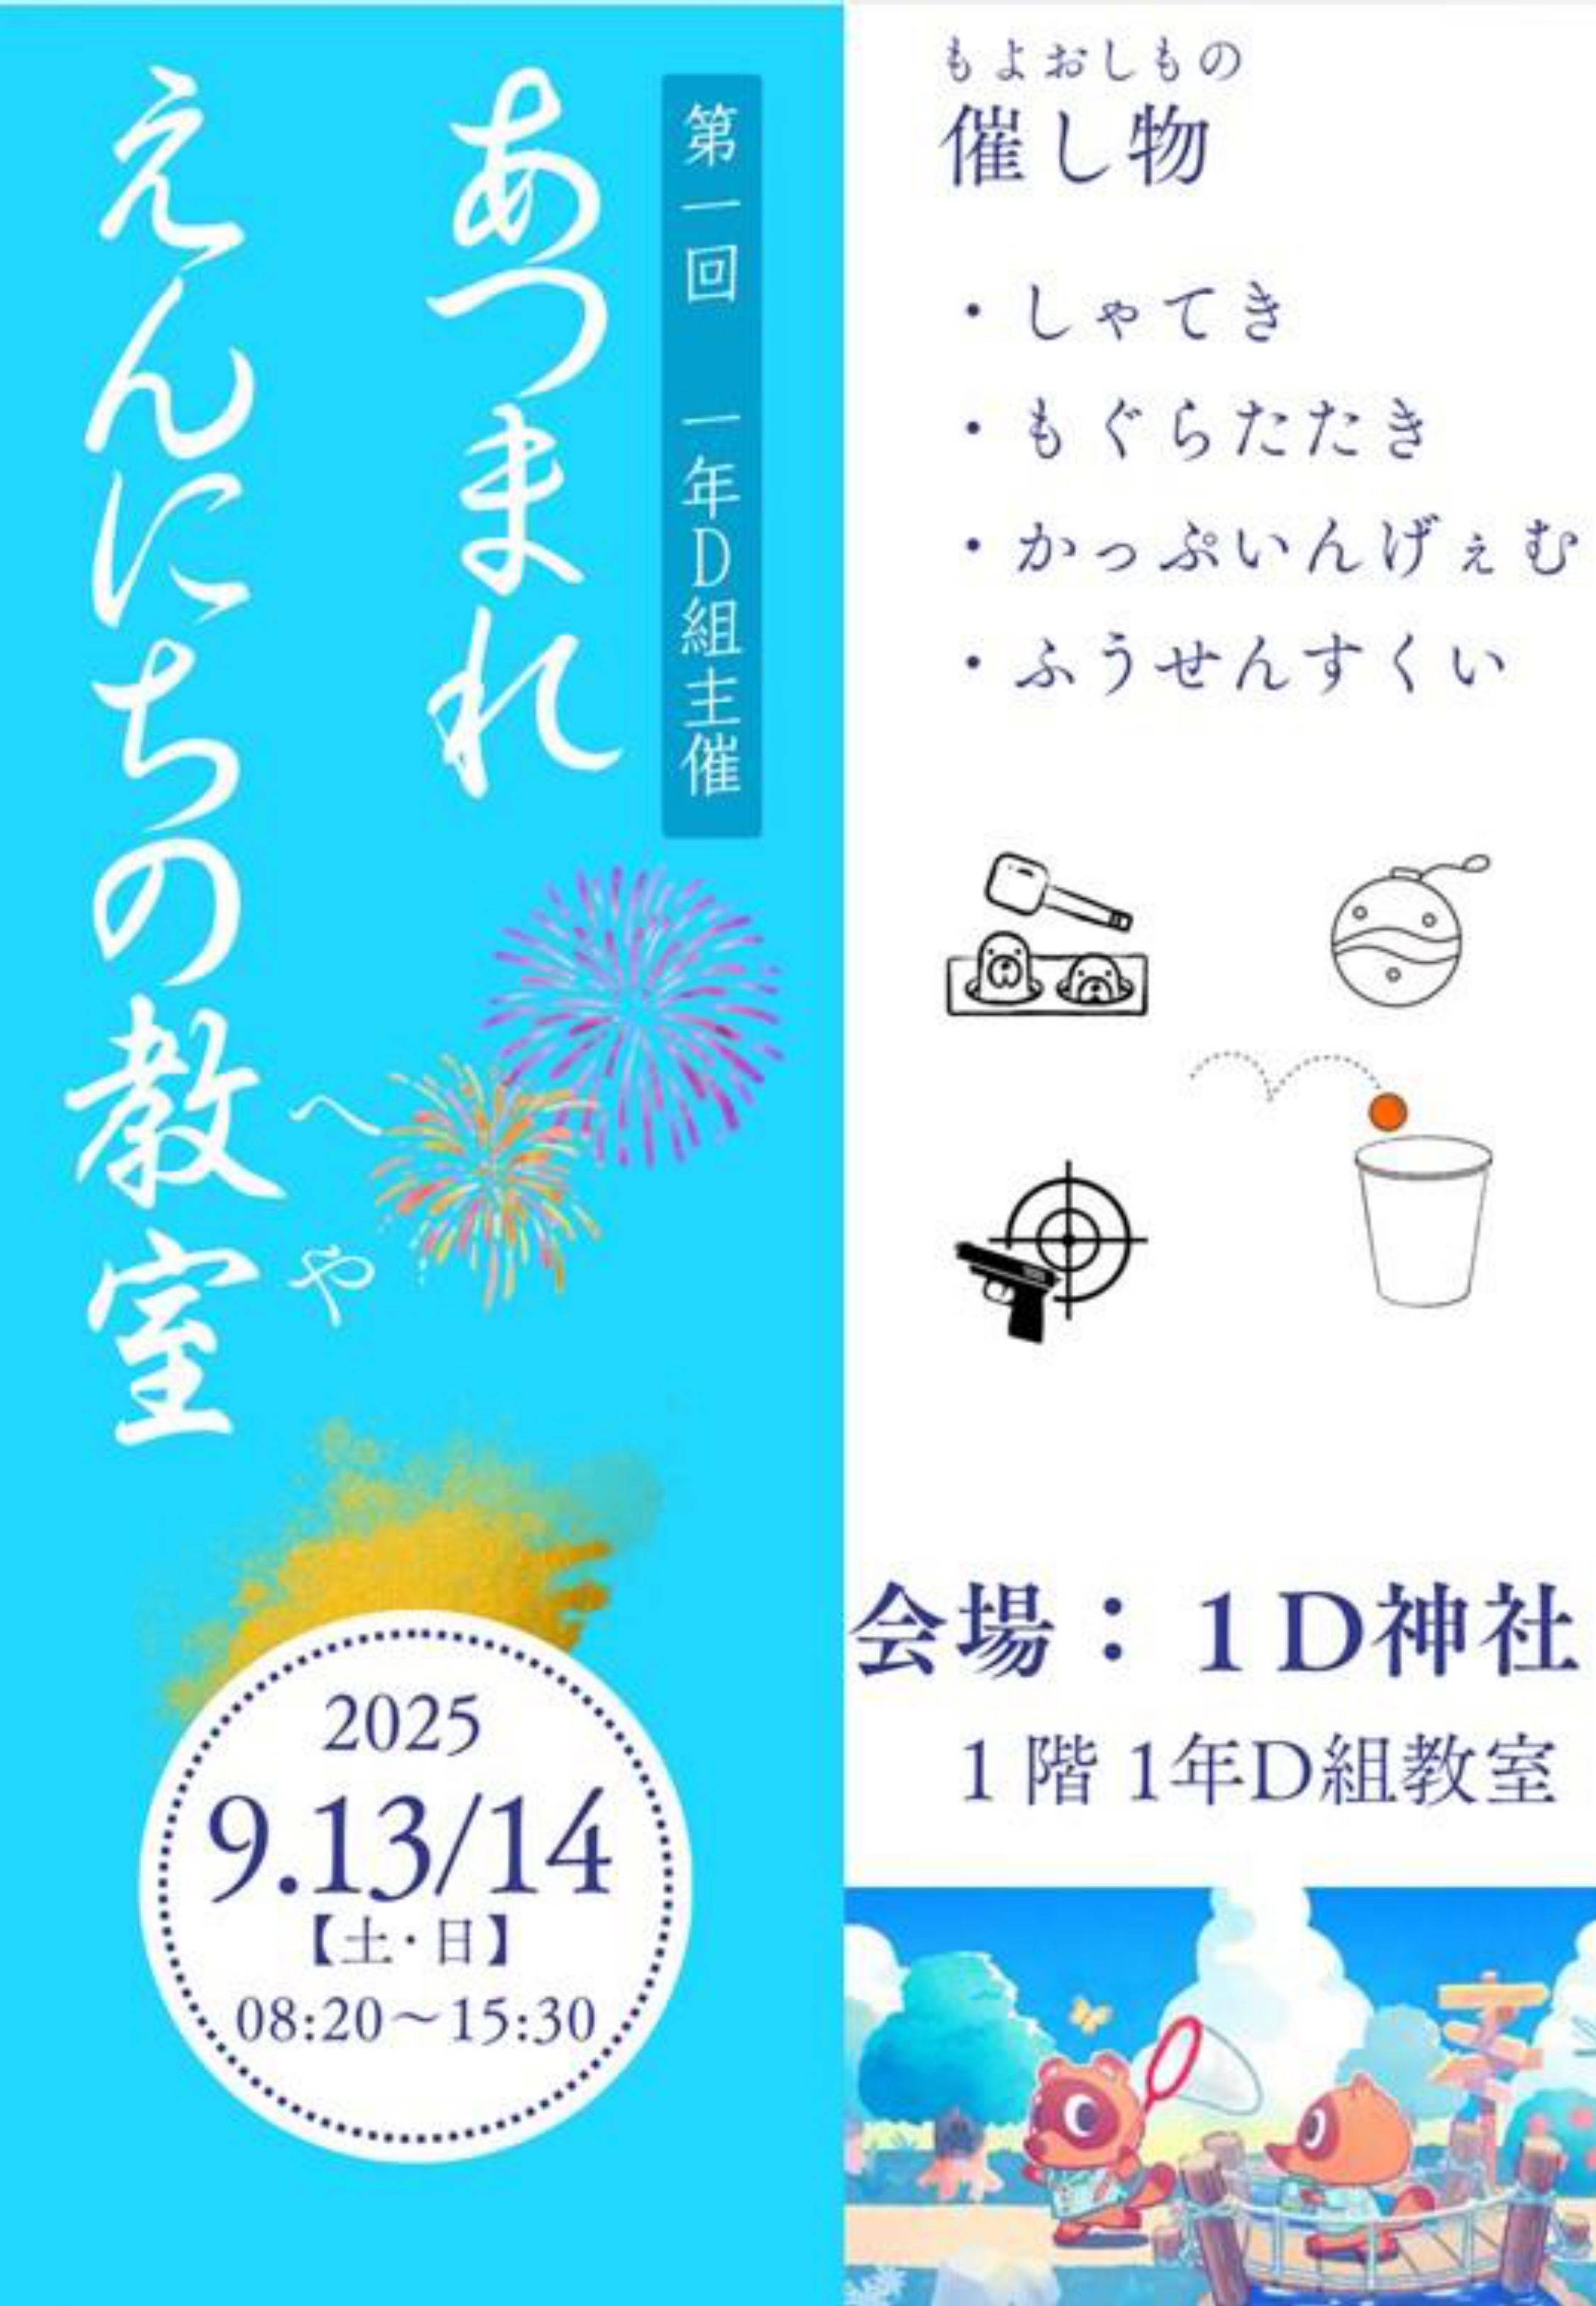 第一回　一年D組主催
あつまれ
えんにちの教室
へや
2025
9.13/14
【土・日】
08:20～15:30
もよおしもの
催し物
・しゃてき
・もぐらたたき
・かっぷいんげぇむ
・ふうせんすくい
会場：１D神社
１階 1年D組教室